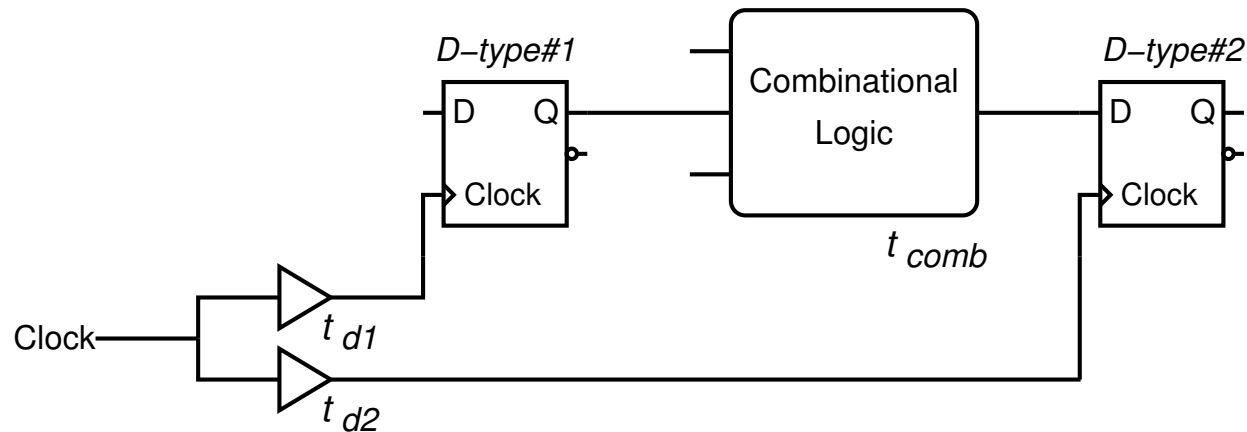 D–type#1
D–type#2
Combinational
Logic
D
Q
D
Q
Clock
Clock
t comb
Clock
t d1
t d2